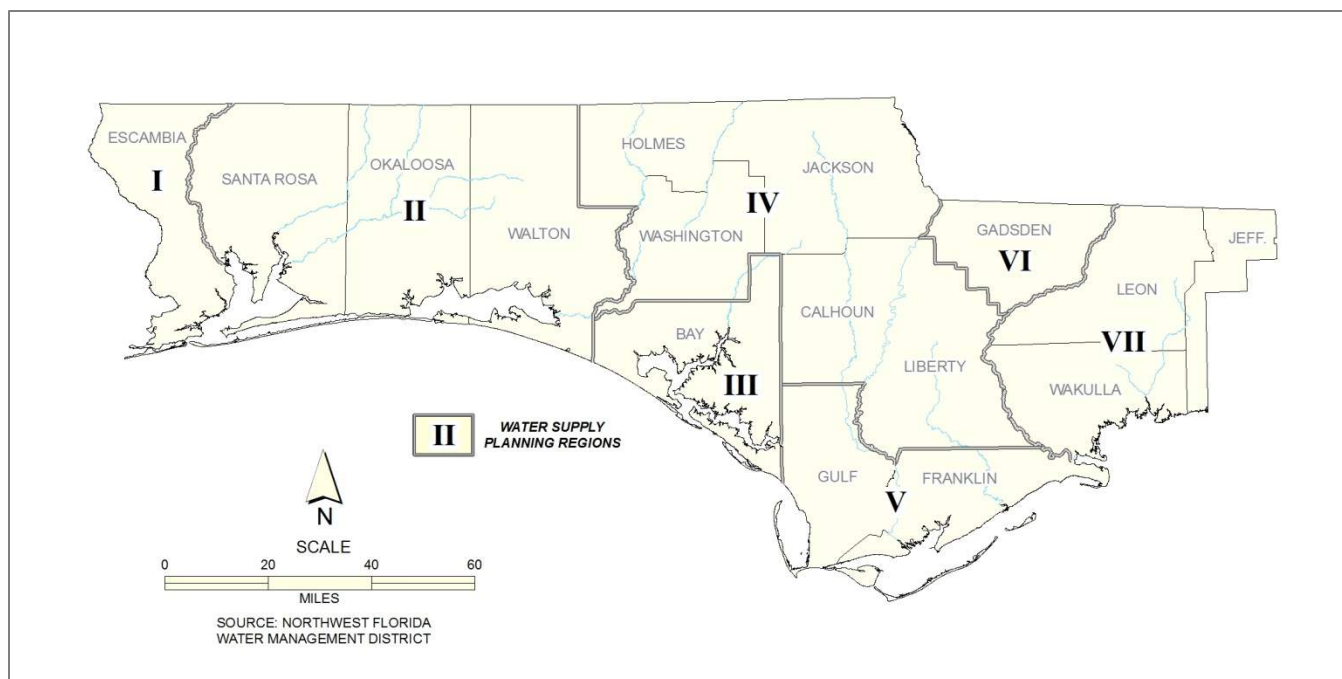 ESCAMBIA
I
SANTA ROSA
OKALOOSA
II
WALTON
HOLMES
WASHINGTON
IV
JACKSON
BAY
III
CALHOUN
LIBERTY
GADSDEN
VI
LEON
JEFF.
VII
WAKULLA
GULF
V
FRANKLIN
II
WATER SUPPLY
PLANNING REGIONS
N
SCALE
0 20 40 60
MILES
SOURCE: NORTHWEST FLORIDA
WATER MANAGEMENT DISTRICT